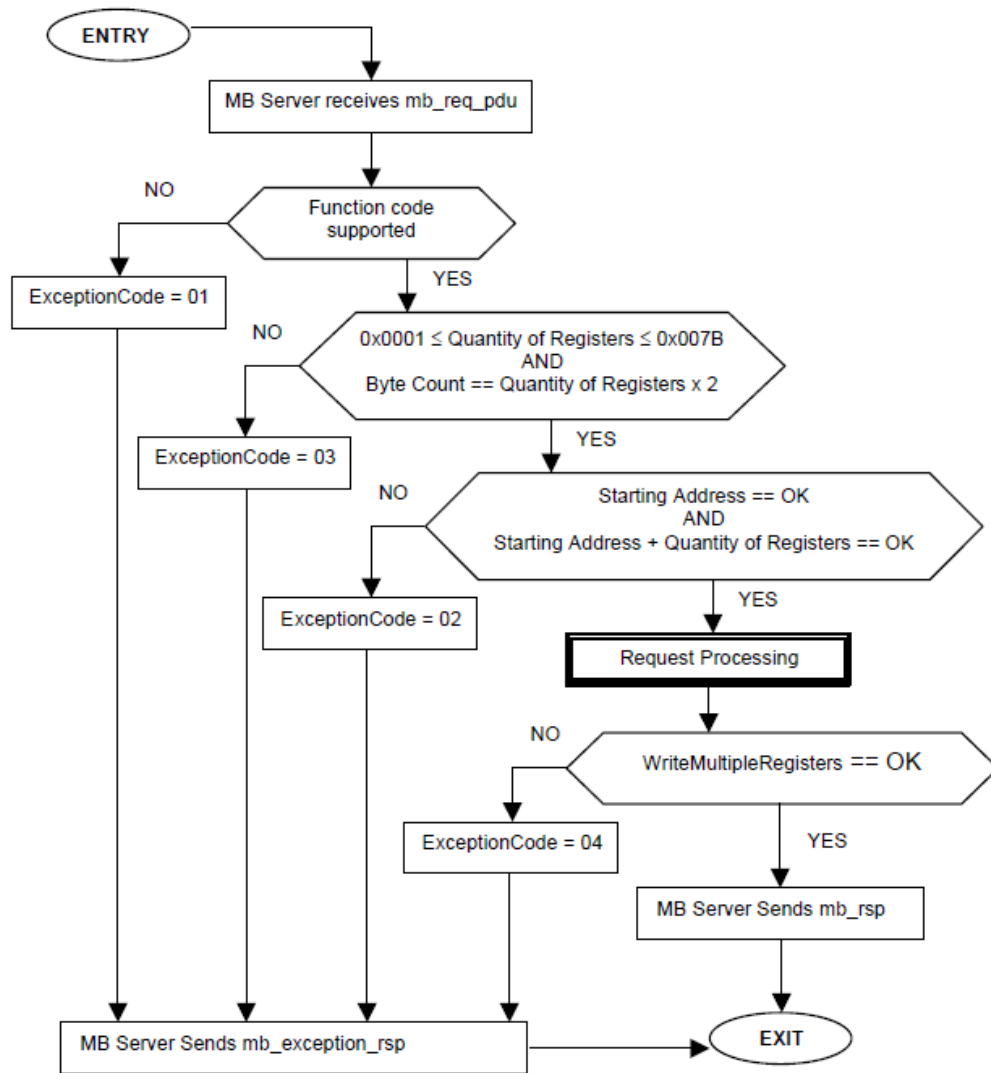 ENTRY
MB Server receives mb_req_pdu
NO
Function code
supported
YES
ExceptionCode = 01
NO
0x0001 ≤ Quantity of Registers ≤ 0x007B
AND
Byte Count == Quantity of Registers x 2
YES
ExceptionCode = 03
NO
Starting Address == OK
AND
Starting Address + Quantity of Registers == OK
YES
ExceptionCode = 02
Request Processing
NO
WriteMultipleRegisters == OK
ExceptionCode = 04
YES
MB Server Sends mb_rsp
MB Server Sends mb_exception_rsp
EXIT